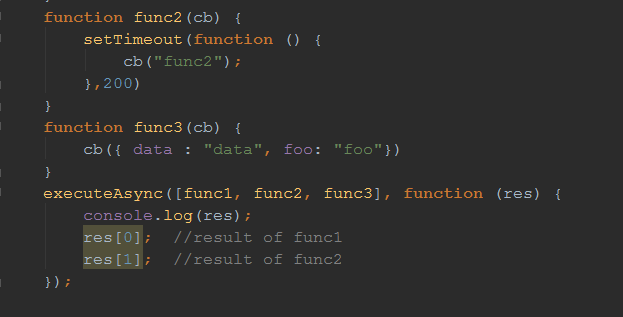 function func2(cb) {
setTimeout(function () {
cb("func2");
},200)
}
function func3(cb) {
cb({ data : "data", foo: "foo"})
}
executeAsync([func1, func2, func3], function (res) {
console.log(res);
res[0];  //result of func1
res[1];  //result of func2
});